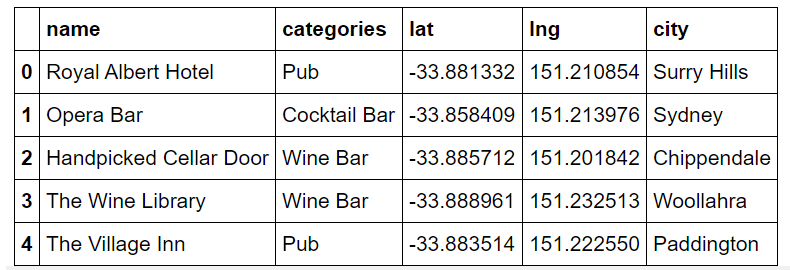 name categories lat lng city
0 Royal Albert Hotel Pub -33.881332 151.210854 Surry Hills
1 Opera Bar Cocktail Bar -33.858409 151.213976 Sydney
2 Handpicked Cellar Door Wine Bar -33.885712 151.201842 Chippendale
3 The Wine Library Wine Bar -33.888961 151.232513 Woollahra
4 The Village Inn Pub -33.883514 151.222550 Paddington